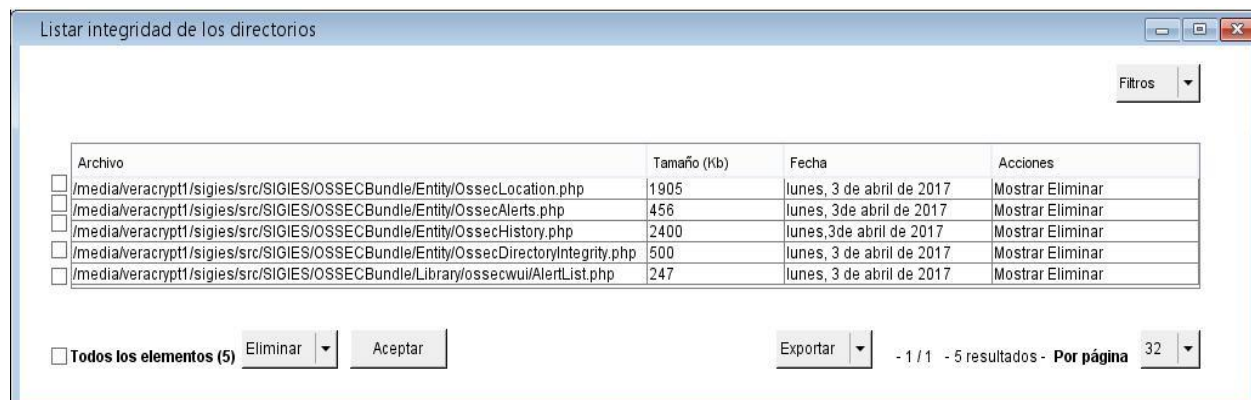 Listar integridad de los directorios
Filtros
Archivo Tamaño (Kb) Fecha Acciones
/media/veracrypt1/sigies/src/SIGIES/OSSECBundle/Entity/OssecLocation.php 1905 lunes, 3 de abril de 2017 Mostrar Eliminar
/media/veracrypt1/sigies/src/SIGIES/OSSECBundle/Entity/OssecAlerts.php 456 lunes, 3de abril de 2017 Mostrar Eliminar
/media/veracrypt1/sigies/src/SIGIES/OSSECBundle/Entity/OssecHistory.php 2400 lunes,3de abril de 2017 Mostrar Eliminar
/media/veracrypt1/sigies/src/SIGIES/OSSECBundle/Entity/OssecDirectoryIntegrity.php 500 lunes, 3 de abril de 2017 Mostrar Eliminar
/media/veracrypt1/sigies/src/SIGIES/OSSECBundle/Library/ossecwui/AlertList.php 247 lunes, 3 de abril de 2017 Mostrar Eliminar
Todos los elementos (5) Eliminar Aceptar Exportar - 1 / 1 - 5 resultados - Por página 32